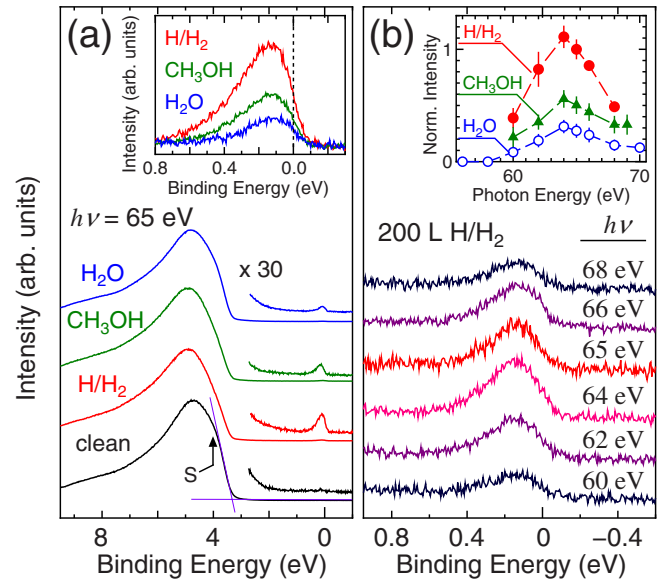 (a)
Intensity (arb. units)
H/H₂
CH₃OH
H₂O
0.8 0.4 0.0
Binding Energy (eV)
hν = 65 eV
H₂O
x 30
CH₃OH
H/H₂
clean
S
Intensity (arb. units)
8 4 0
Binding Energy (eV)
(b)
Norm. Intensity
1
0
H/H₂
CH₃OH
H₂O
60 65 70
Photon Energy (eV)
200 L H/H₂
hν
68 eV
66 eV
65 eV
64 eV
62 eV
60 eV
0.8 0.4 0 −0.4
Binding Energy (eV)